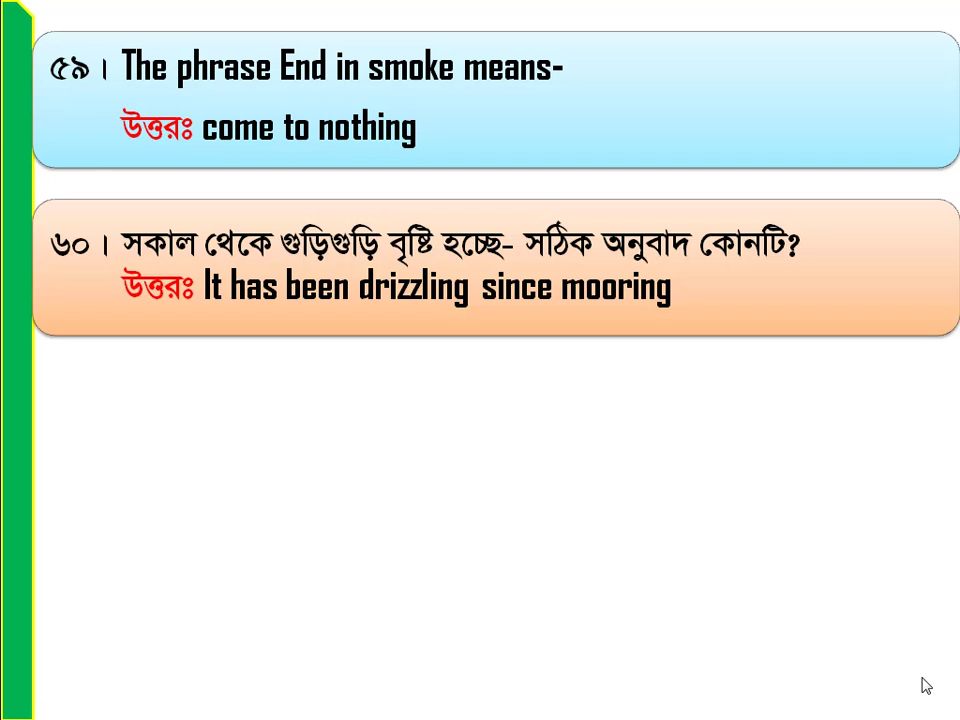 ৫৯। The phrase End in smoke means-
উত্তরঃ come to nothing
৬০। সকাল থেকে গুড়িগুড়ি বৃষ্টি হচ্ছে- সঠিক অনুবাদ কোনটি?
উত্তরঃ It has been drizzling since mooring